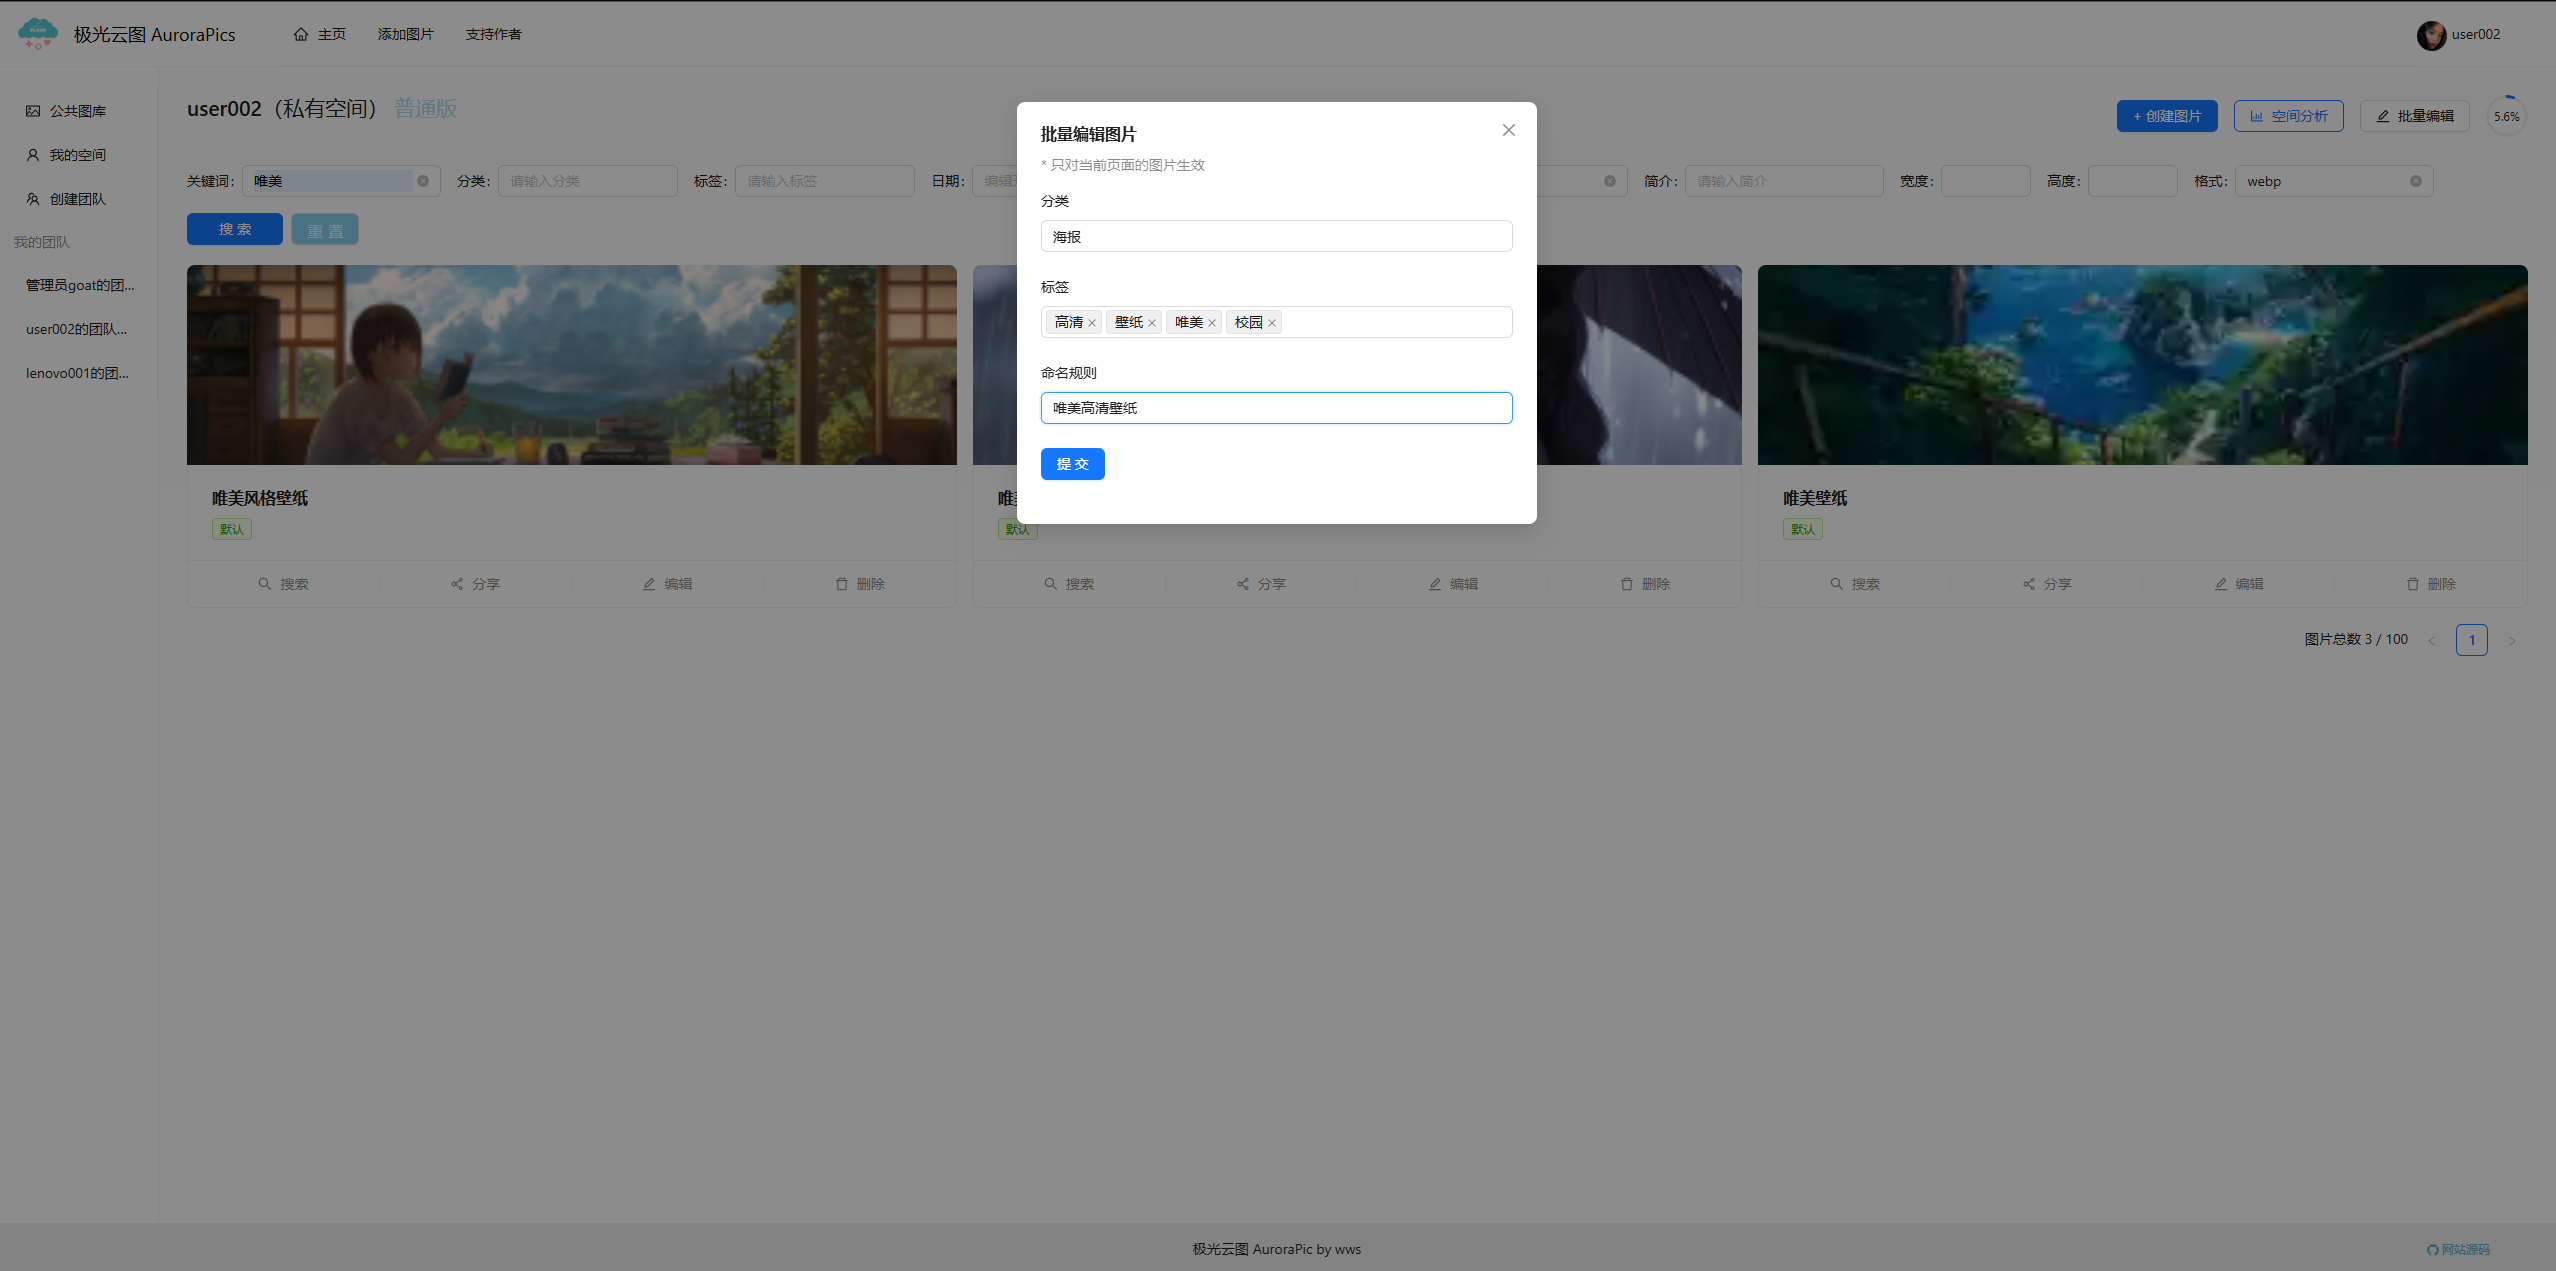 极光云图 AuroraPics
主页
添加图片
支持作者
user002
公共图库
我的空间
创建团队
我的团队
管理员goat的团...
user002的团队...
lenovo001的团...
user002（私有空间） 普通版
+ 创建图片
空间分析
批量编辑
5.6%
关键词: 唯美
分类: 请输入分类
标签: 请输入标签
日期: 编辑
简介: 请输入简介
宽度:
高度:
格式: webp
搜 索
重 置
批量编辑图片
* 只对当前页面的图片生效
分类
海报
标签
高清 壁纸 唯美 校园
命名规则
唯美高清壁纸
提 交
唯美风格壁纸
默认
搜索 分享 编辑 删除
唯
默认
搜索 分享 编辑 删除
唯美壁纸
默认
搜索 分享 编辑 删除
图片总数 3 / 100
1
极光云图 AuroraPic by wws
网站源码